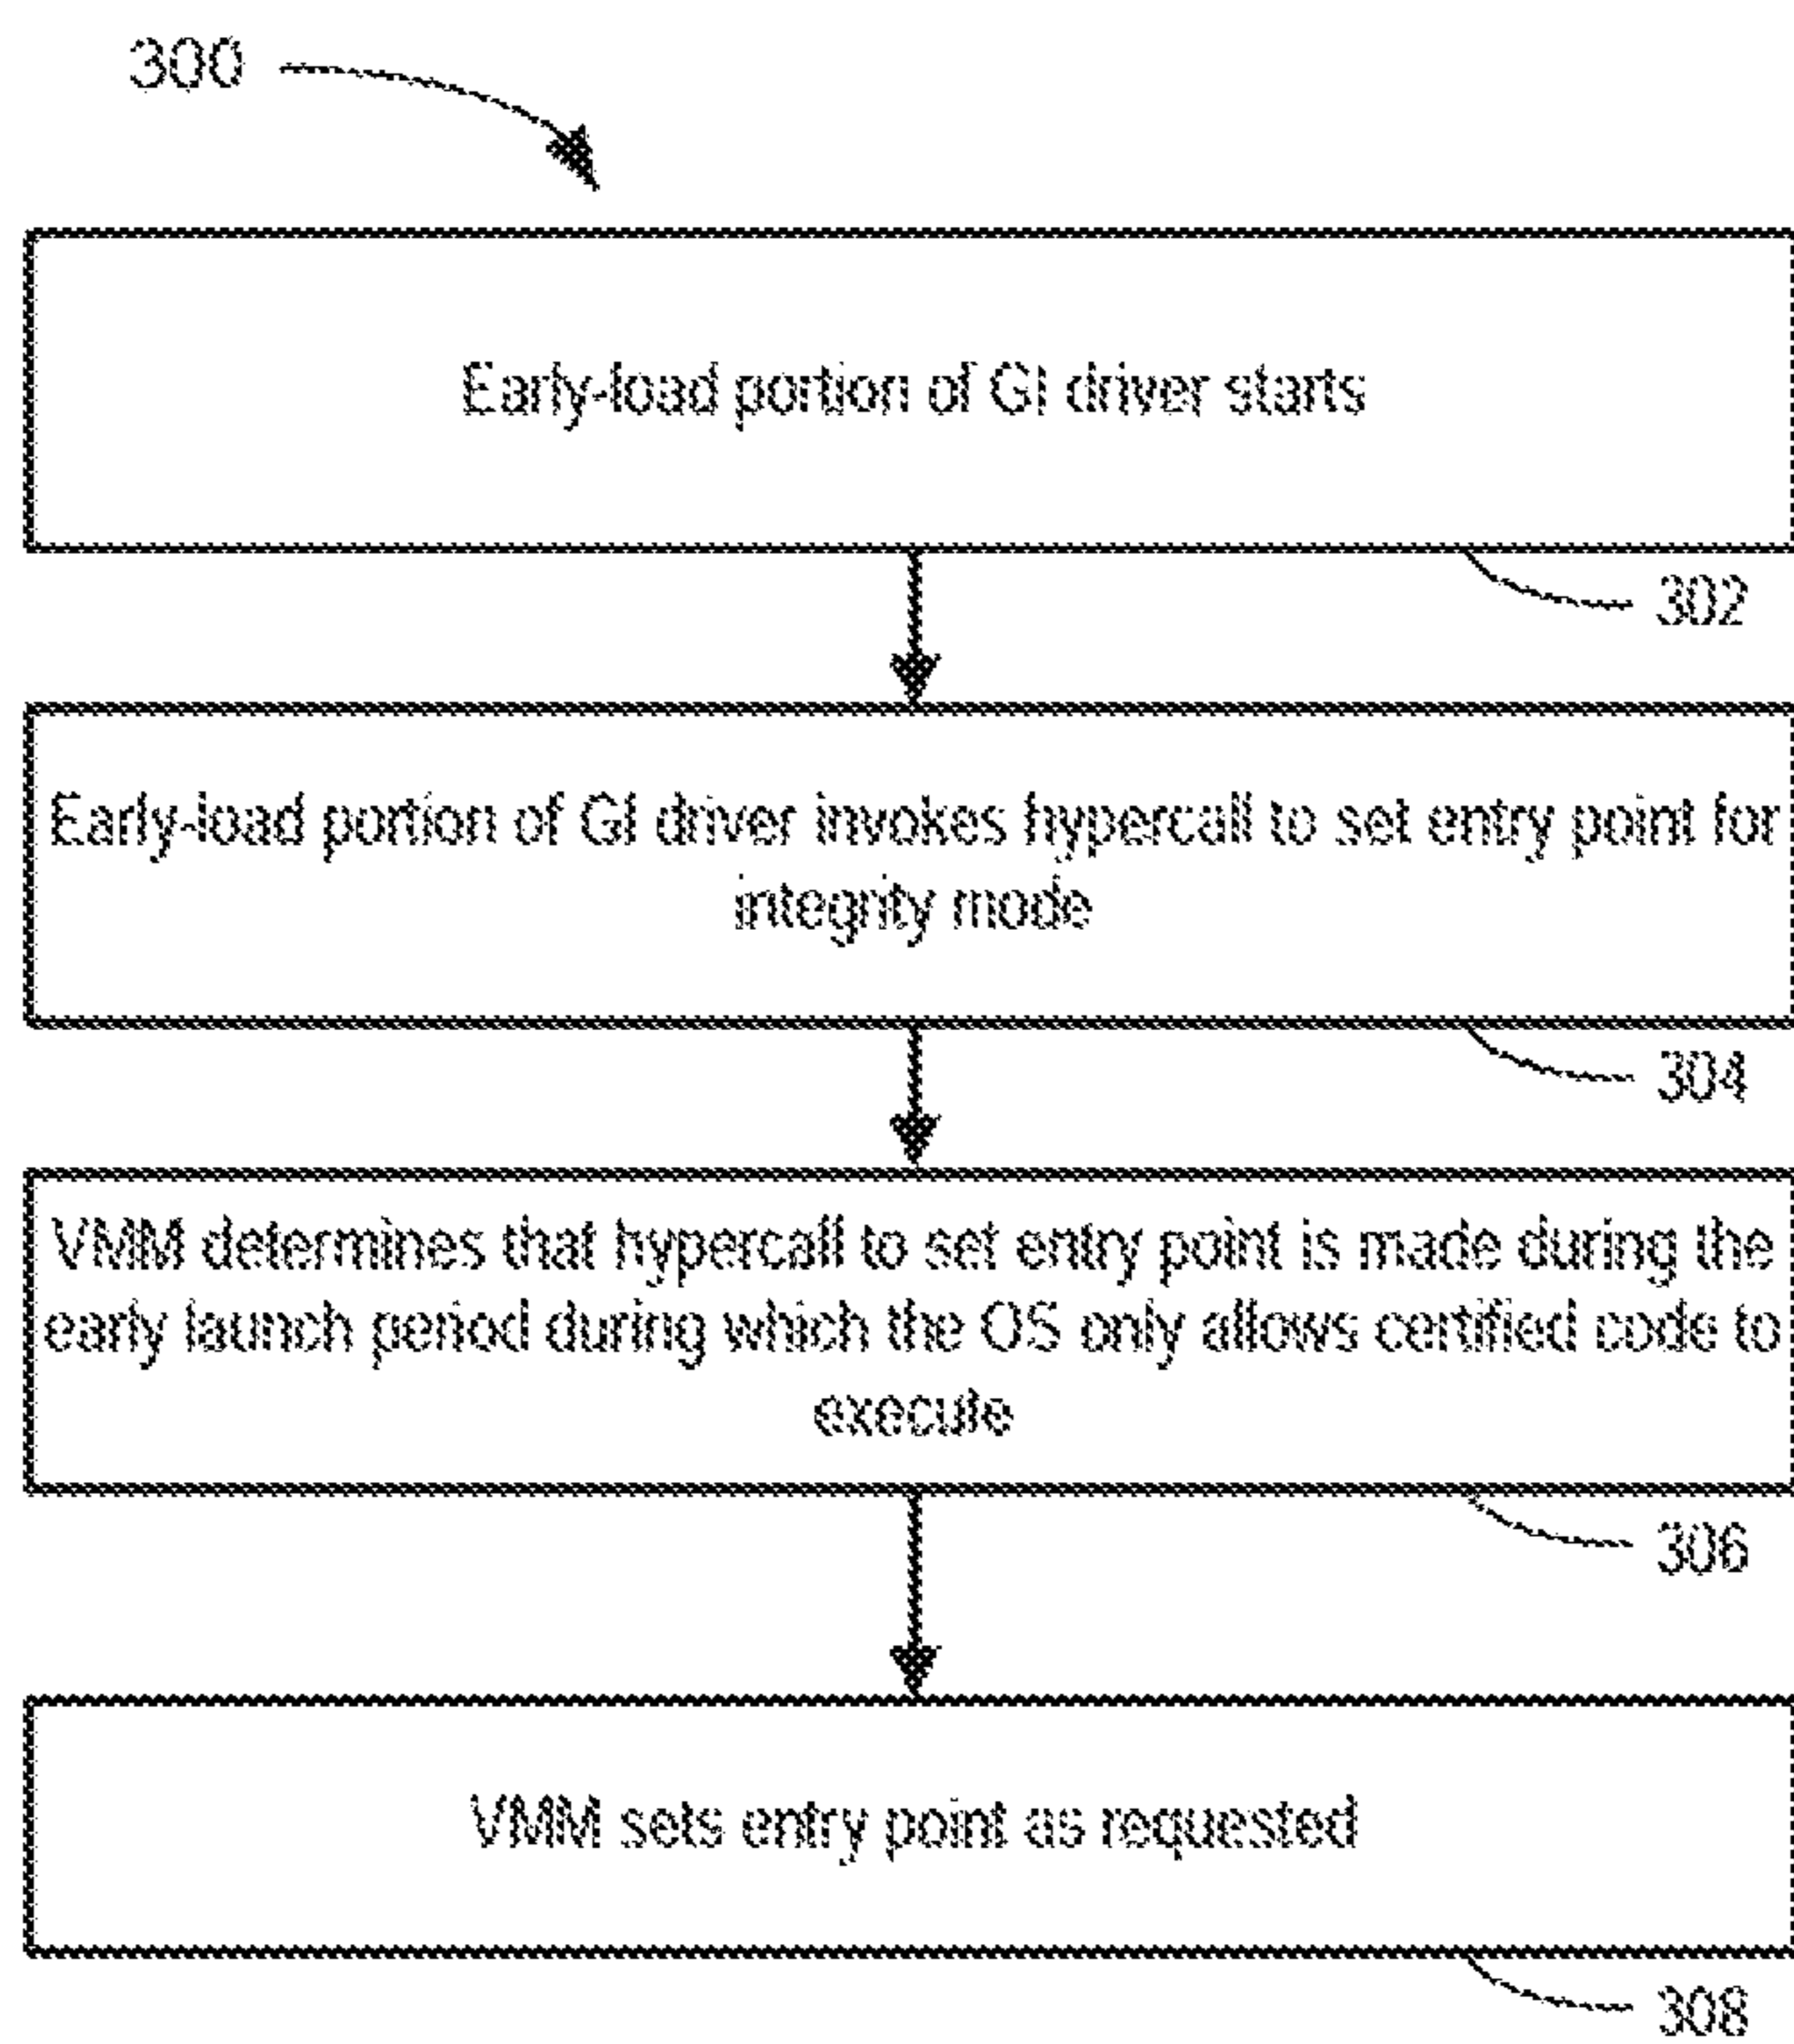 300
Early-load portion of GI driver starts
302
Early-load portion of GI driver invokes hypercall to set entry point for
integrity mode
304
VMM determines that hypercall to set entry point is made during the
early launch period during which the OS only allows certified code to
execute
306
VMM sets entry point as requested
308